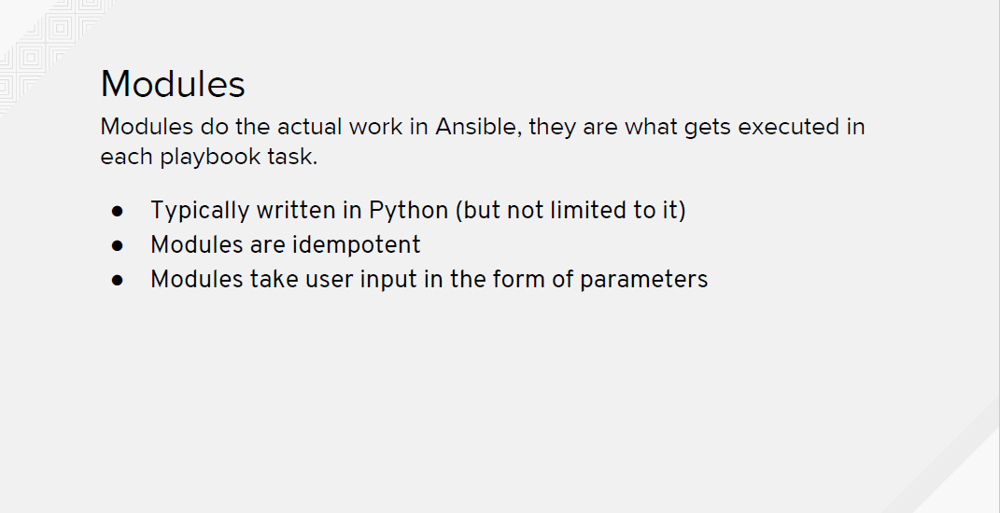 Modules
Modules do the actual work in Ansible, they are what gets executed in
each playbook task.
● Typically written in Python (but not limited to it)
● Modules are idempotent
● Modules take user input in the form of parameters